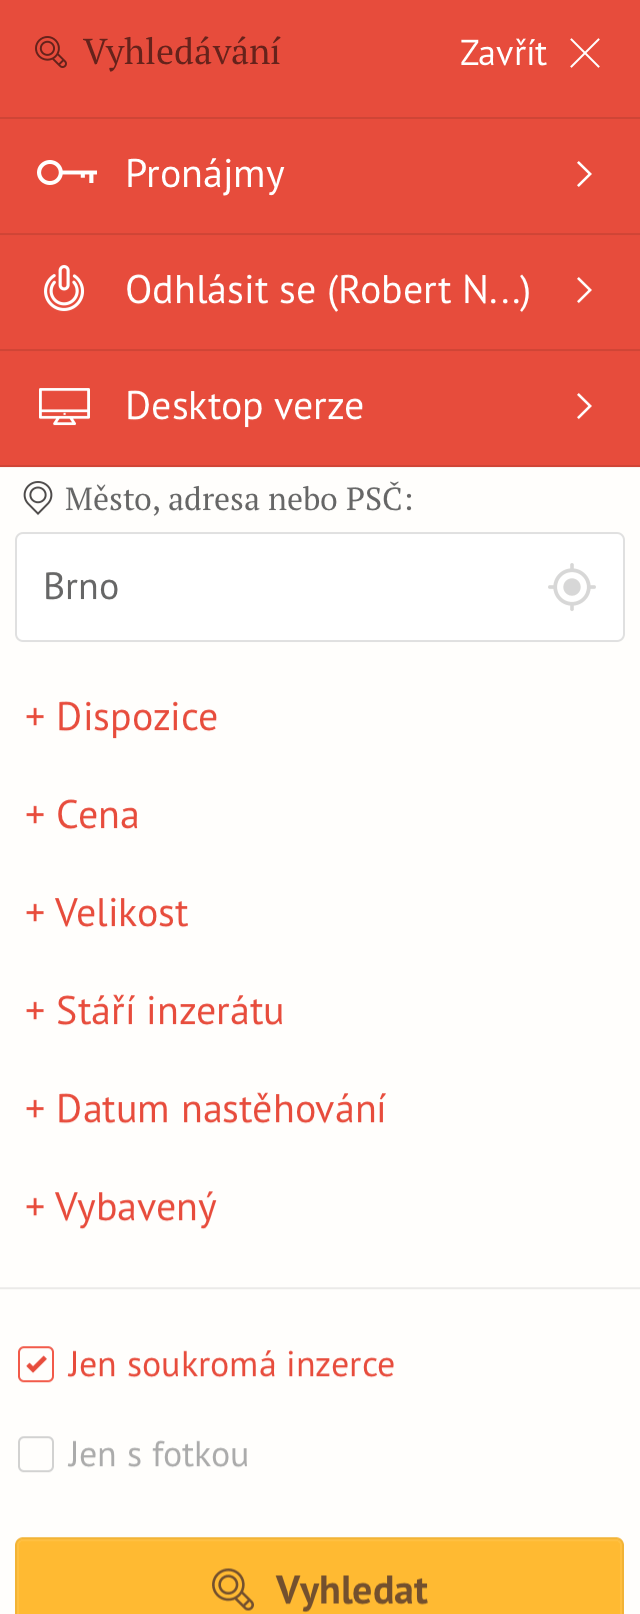 Vyhledávání
Zavřít
Pronájmy
Odhlásit se (Robert N...)
Desktop verze
Město, adresa nebo PSČ:
Brno
+ Dispozice
+ Cena
+ Velikost
+ Stáří inzerátu
+ Datum nastěhování
+ Vybavený
Jen soukromá inzerce
Jen s fotkou
Vyhledat